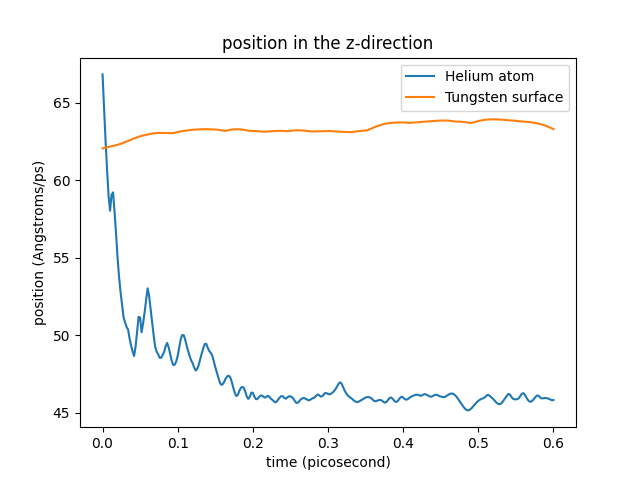 position in the z-direction
Helium atom
Tungsten surface
position (Angstroms/ps)
65
60
55
50
45
0.0 0.1 0.2 0.3 0.4 0.5 0.6
time (picosecond)